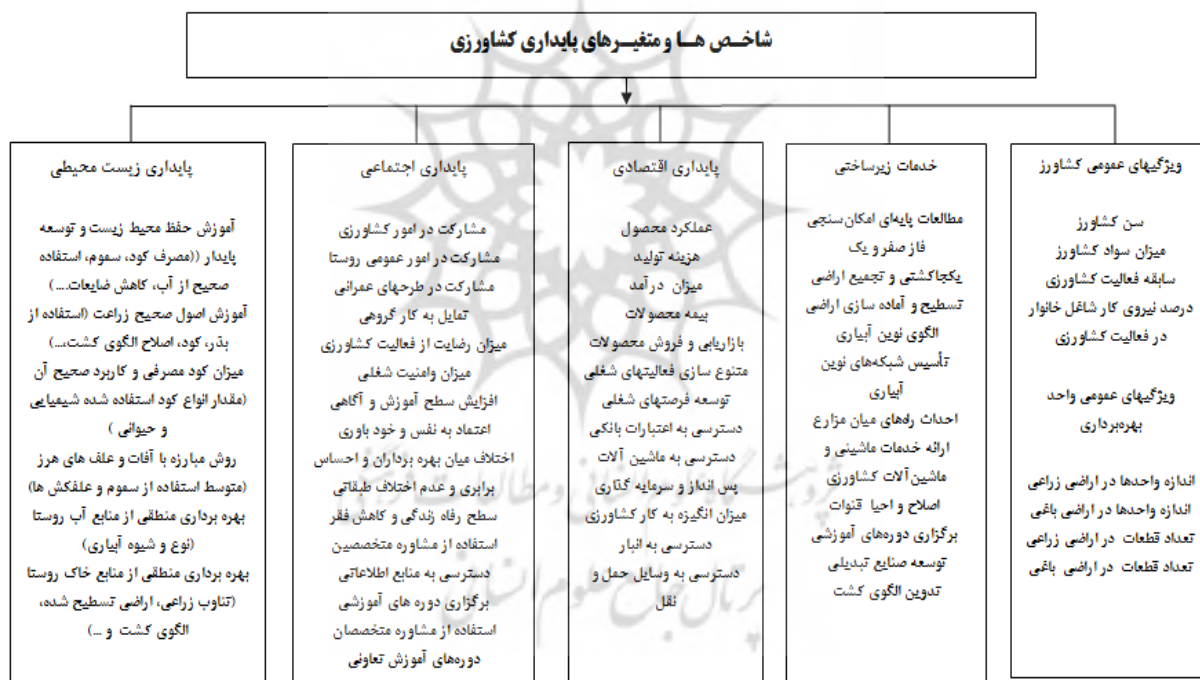 شاخــص هــا و متغیــرهای پایداری کشاورزی
ویژگیهای عمومی کشاورز
سن کشاورز
میزان سواد کشاورز
سابقه فعالیت کشاورزی
درصد نیروی کار شاغل خانوار
در فعالیت کشاورزی
ویژگیهای عمومی واحد
بهره‌برداری
اندازه واحدها در اراضی زراعی
اندازه واحدها در اراضی باغی
تعداد قطعات در اراضی زراعی
تعداد قطعات در اراضی باغی
خدمات زیرساختی
مطالعات پایه‌ای امکان‌سنجی
فاز صفر و یک
یکجاکشتی و تجمیع اراضی
تسطیح و آماده سازی اراضی
الگوی نوین آبیاری
تأسیس شبکه‌های نوین
آبیاری
احداث راه‌های میان مزارع
ارائه خدمات ماشینی و
ماشین آلات کشاورزی
اصلاح و احیا قنوات
برگزاری دوره‌های آموزشی
توسعه صنایع تبدیلی
تدوین الگوی کشت
پایداری اقتصادی
عملکرد محصول
هزینه تولید
میزان درآمد
بیمه محصولات
بازاریابی و فروش محصولات
متنوع سازی فعالیتهای شغلی
توسعه فرصتهای شغلی
دسترسی به اعتبارات بانکی
دسترسی به ماشین آلات
پس انداز و سرمایه گذاری
میزان انگیزه به کار کشاورزی
دسترسی به انبار
دسترسی به وسایل حمل و
نقل
پایداری اجتماعی
مشارکت در امور کشاورزی
مشارکت در امور عمومی روستا
مشارکت در طرحهای عمرانی
تمایل به کار گروهی
میزان رضایت از فعالیت کشاورزی
میزان وامنیت شغلی
افزایش سطح آموزش و آگاهی
اعتماد به نفس و خود باوری
اختلاف میان بهره برداران و احساس
برابری و عدم اختلاف طبقاتی
سطح رفاه زندگی و کاهش فقر
استفاده از مشاوره متخصصین
دسترسی به منابع اطلاعاتی
برگزاری دوره های آموزشی
استفاده از مشاوره متخصصان
دوره‌های آموزش تعاونی
پایداری زیست محیطی
آموزش حفظ محیط زیست و توسعه
پایدار ((مصرف کود، سموم، استفاده
صحیح از آب، کاهش ضایعات....)
آموزش اصول صحیح زراعت (استفاده از
بذر، کود، اصلاح الگوی کشت،...)
میزان کود مصرفی و کاربرد صحیح آن
(مقدار انواع کود استفاده شده شیمیایی
و حیوانی )
روش مبارزه با آفات و علف های هرز
(متوسط استفاده از سموم و علفکش ها)
بهره برداری منطقی از منابع آب روستا
(نوع و شیوه آبیاری)
بهره برداری منطقی از منابع خاک روستا
(تناوب زراعی، اراضی تسطیح شده،
الگوی کشت و ...)
پژوهشگاه علوم انسانی و مطالعات فرهنگی
پرتال جامع علوم انسانی